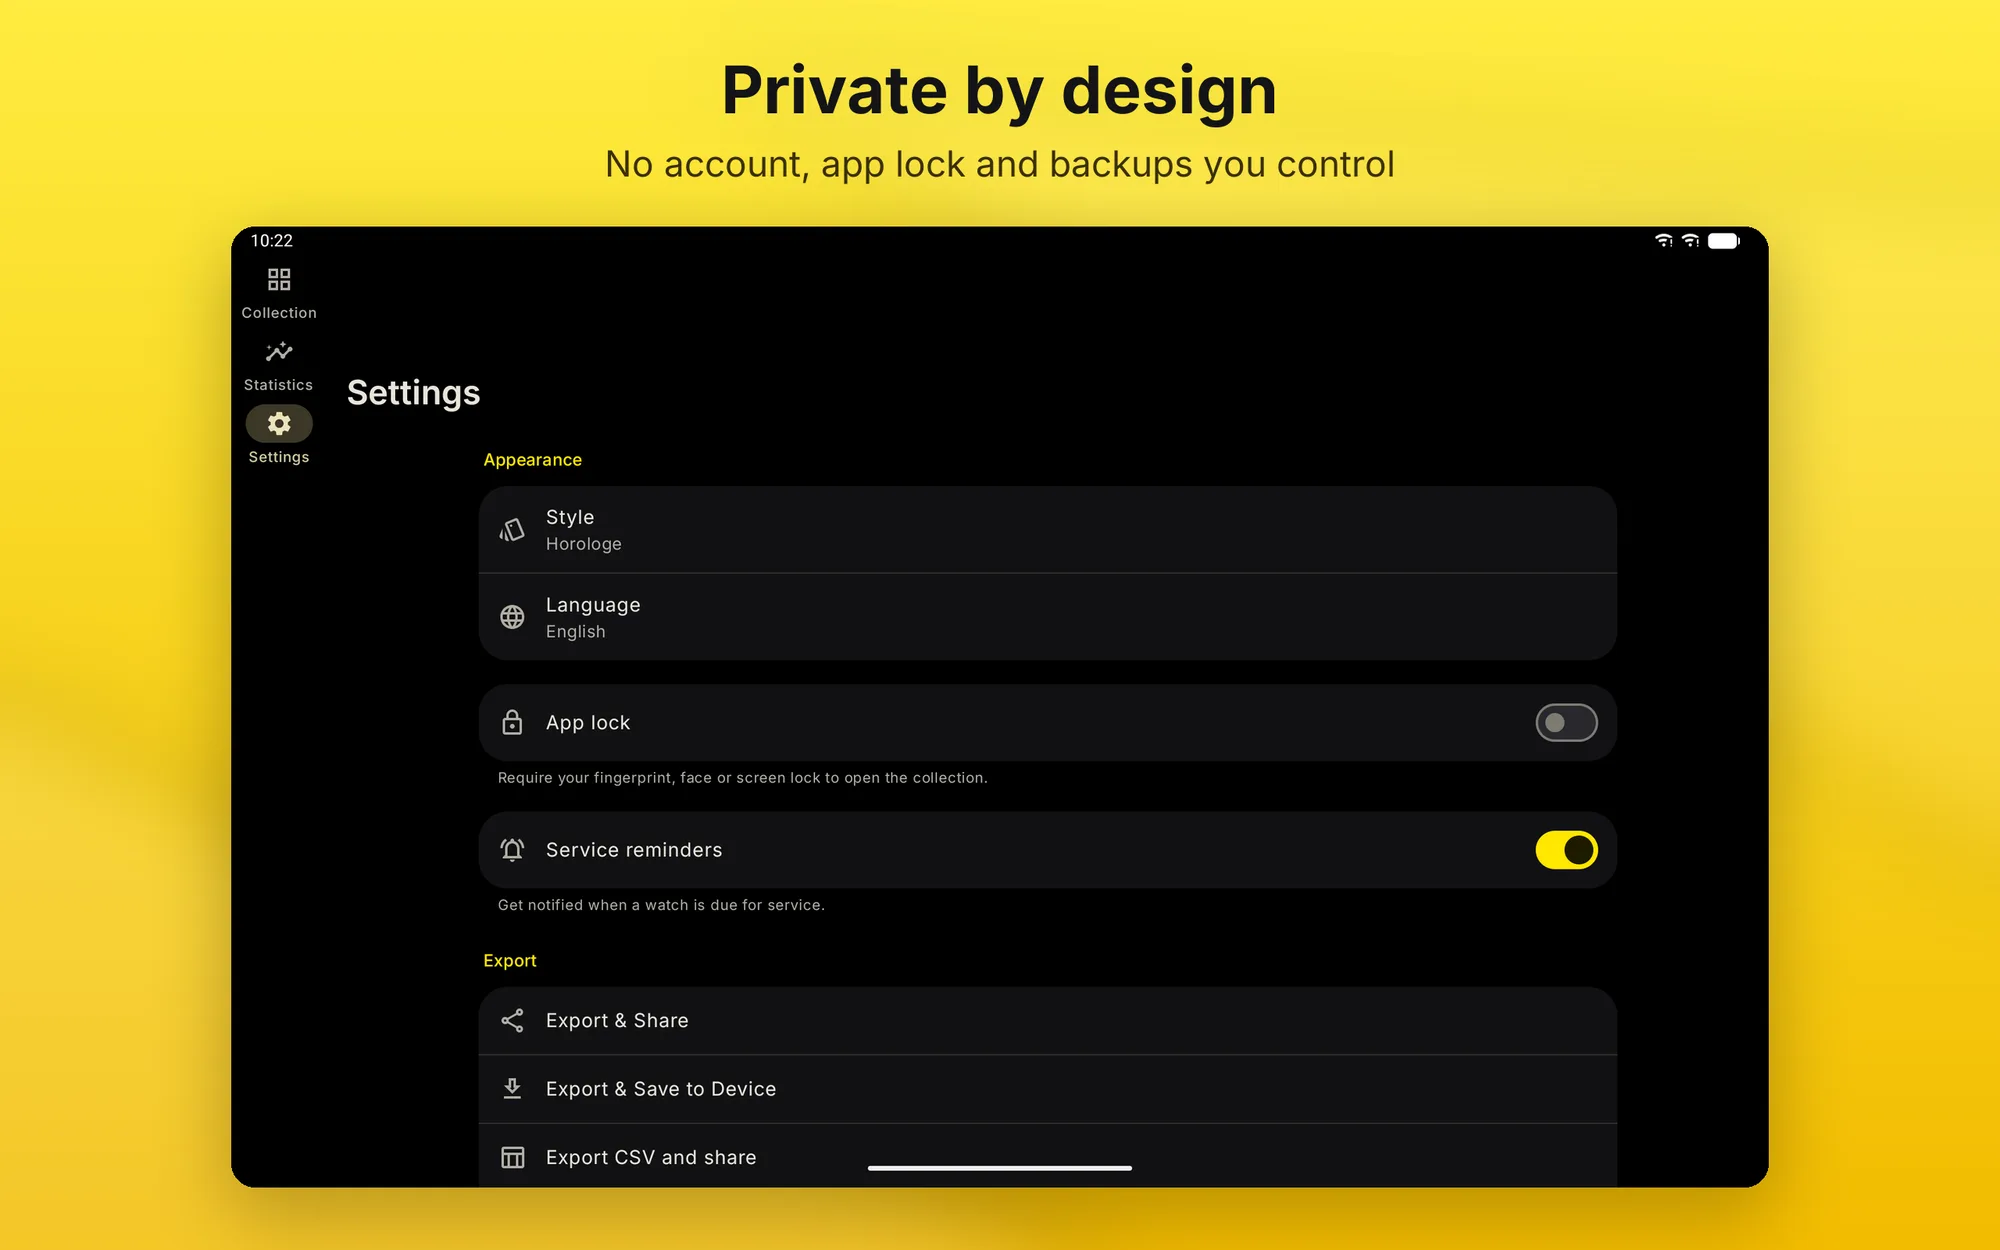 Private by design
No account, app lock and backups you control
10:22
Collection
Statistics
Settings
Settings
Appearance
Style
Horologe
Language
English
App lock
Require your fingerprint, face or screen lock to open the collection.
Service reminders
Get notified when a watch is due for service.
Export
Export & Share
Export & Save to Device
Export CSV and share